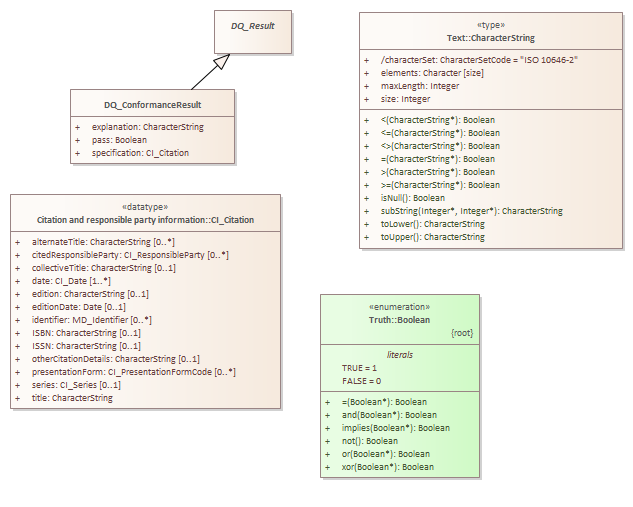 DQ_Result
DQ_ConformanceResult
+ explanation: CharacterString
+ pass: Boolean
+ specification: CI_Citation
«type»
Text::CharacterString
+ /characterSet: CharacterSetCode = "ISO 10646-2"
+ elements: Character [size]
+ maxLength: Integer
+ size: Integer
+ <(CharacterString*): Boolean
+ <=(CharacterString*): Boolean
+ <>(CharacterString*): Boolean
+ =(CharacterString*): Boolean
+ >(CharacterString*): Boolean
+ >=(CharacterString*): Boolean
+ isNull(): Boolean
+ subString(Integer*, Integer*): CharacterString
+ toLower(): CharacterString
+ toUpper(): CharacterString
«datatype»
Citation and responsible party information::CI_Citation
+ alternateTitle: CharacterString [0..*]
+ citedResponsibleParty: CI_ResponsibleParty [0..*]
+ collectiveTitle: CharacterString [0..1]
+ date: CI_Date [1..*]
+ edition: CharacterString [0..1]
+ editionDate: Date [0..1]
+ identifier: MD_Identifier [0..*]
+ ISBN: CharacterString [0..1]
+ ISSN: CharacterString [0..1]
+ otherCitationDetails: CharacterString [0..1]
+ presentationForm: CI_PresentationFormCode [0..*]
+ series: CI_Series [0..1]
+ title: CharacterString
«enumeration»
Truth::Boolean
{root}
literals
TRUE = 1
FALSE = 0
+ =(Boolean*): Boolean
+ and(Boolean*): Boolean
+ implies(Boolean*): Boolean
+ not(): Boolean
+ or(Boolean*): Boolean
+ xor(Boolean*): Boolean